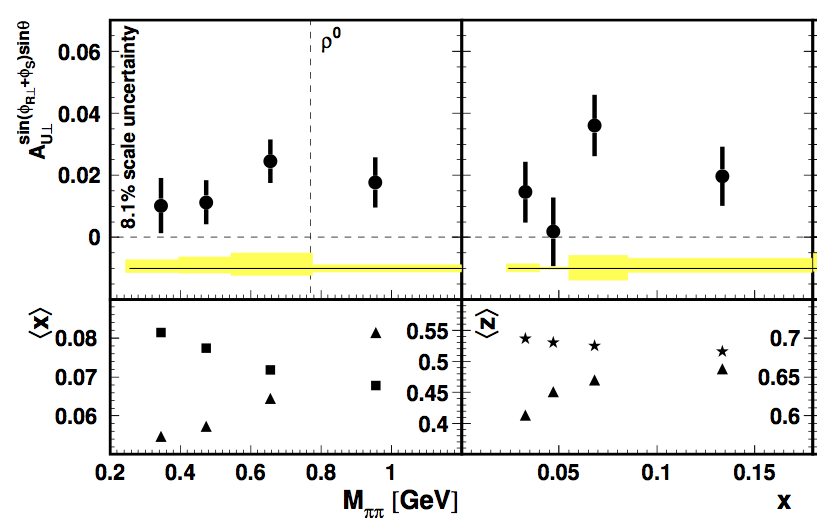 A_U⊥^sin(ϕ_R⊥+ϕ_S)sinθ
0.06
0.04
0.02
0
8.1% scale uncertainty
ρ⁰
⟨x⟩
0.08
0.07
0.06
0.55
0.5
0.45
0.4
⟨z⟩
0.7
0.65
0.6
0.2 0.4 0.6 0.8 1
M_ππ [GeV]
0.05 0.1 0.15
x